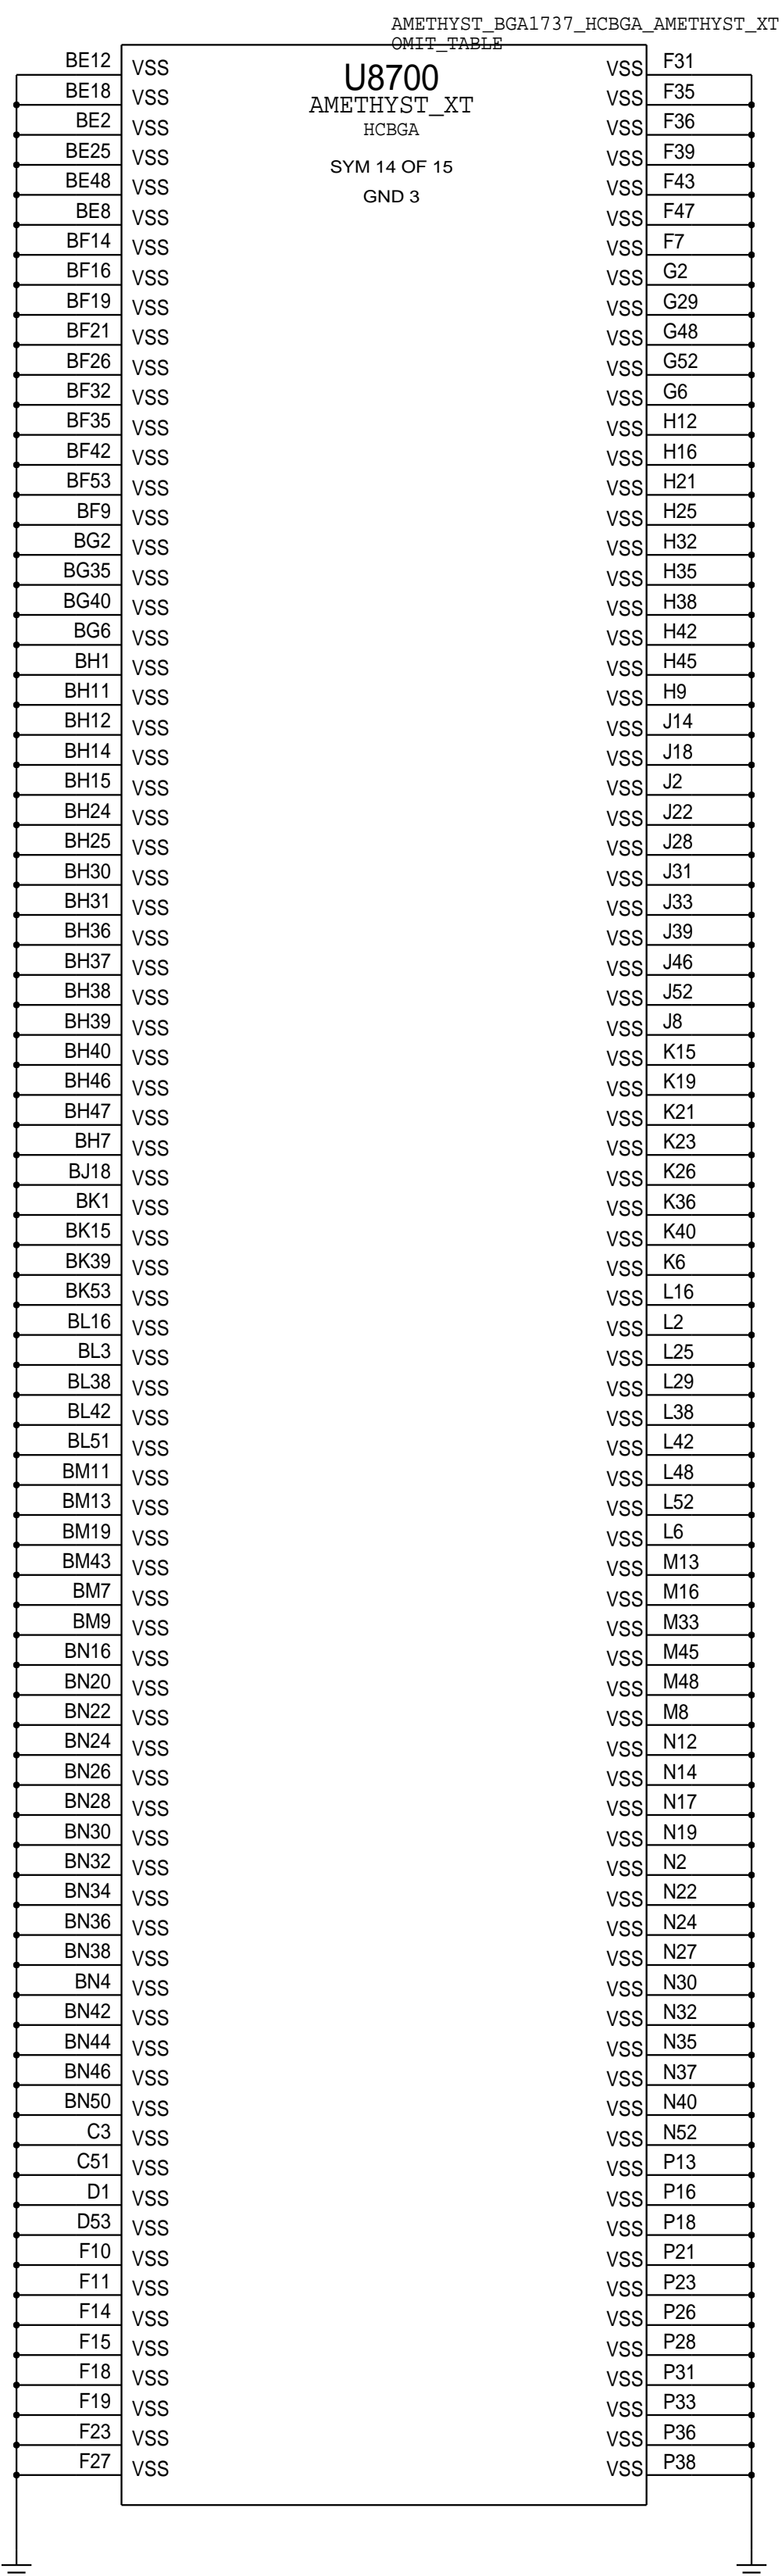 AMETHYST_BGA1737_HCBGA_AMETHYST_XT
OMIT_TABLE
U8700
AMETHYST_XT
HCBGA
SYM 14 OF 15
GND 3
BE12 VSS VSS F31
BE18 VSS VSS F35
BE2 VSS VSS F36
BE25 VSS VSS F39
BE48 VSS VSS F43
BE8 VSS VSS F47
BF14 VSS VSS F7
BF16 VSS VSS G2
BF19 VSS VSS G29
BF21 VSS VSS G48
BF26 VSS VSS G52
BF32 VSS VSS G6
BF35 VSS VSS H12
BF42 VSS VSS H16
BF53 VSS VSS H21
BF9 VSS VSS H25
BG2 VSS VSS H32
BG35 VSS VSS H35
BG40 VSS VSS H38
BG6 VSS VSS H42
BH1 VSS VSS H45
BH11 VSS VSS H9
BH12 VSS VSS J14
BH14 VSS VSS J18
BH15 VSS VSS J2
BH24 VSS VSS J22
BH25 VSS VSS J28
BH30 VSS VSS J31
BH31 VSS VSS J33
BH36 VSS VSS J39
BH37 VSS VSS J46
BH38 VSS VSS J52
BH39 VSS VSS J8
BH40 VSS VSS K15
BH46 VSS VSS K19
BH47 VSS VSS K21
BH7 VSS VSS K23
BJ18 VSS VSS K26
BK1 VSS VSS K36
BK15 VSS VSS K40
BK39 VSS VSS K6
BK53 VSS VSS L16
BL16 VSS VSS L2
BL3 VSS VSS L25
BL38 VSS VSS L29
BL42 VSS VSS L38
BL51 VSS VSS L42
BM11 VSS VSS L48
BM13 VSS VSS L52
BM19 VSS VSS L6
BM43 VSS VSS M13
BM7 VSS VSS M16
BM9 VSS VSS M33
BN16 VSS VSS M45
BN20 VSS VSS M48
BN22 VSS VSS M8
BN24 VSS VSS N12
BN26 VSS VSS N14
BN28 VSS VSS N17
BN30 VSS VSS N19
BN32 VSS VSS N2
BN34 VSS VSS N22
BN36 VSS VSS N24
BN38 VSS VSS N27
BN4 VSS VSS N30
BN42 VSS VSS N32
BN44 VSS VSS N35
BN46 VSS VSS N37
BN50 VSS VSS N40
C3 VSS VSS N52
C51 VSS VSS P13
D1 VSS VSS P16
D53 VSS VSS P18
F10 VSS VSS P21
F11 VSS VSS P23
F14 VSS VSS P26
F15 VSS VSS P28
F18 VSS VSS P31
F19 VSS VSS P33
F23 VSS VSS P36
F27 VSS VSS P38